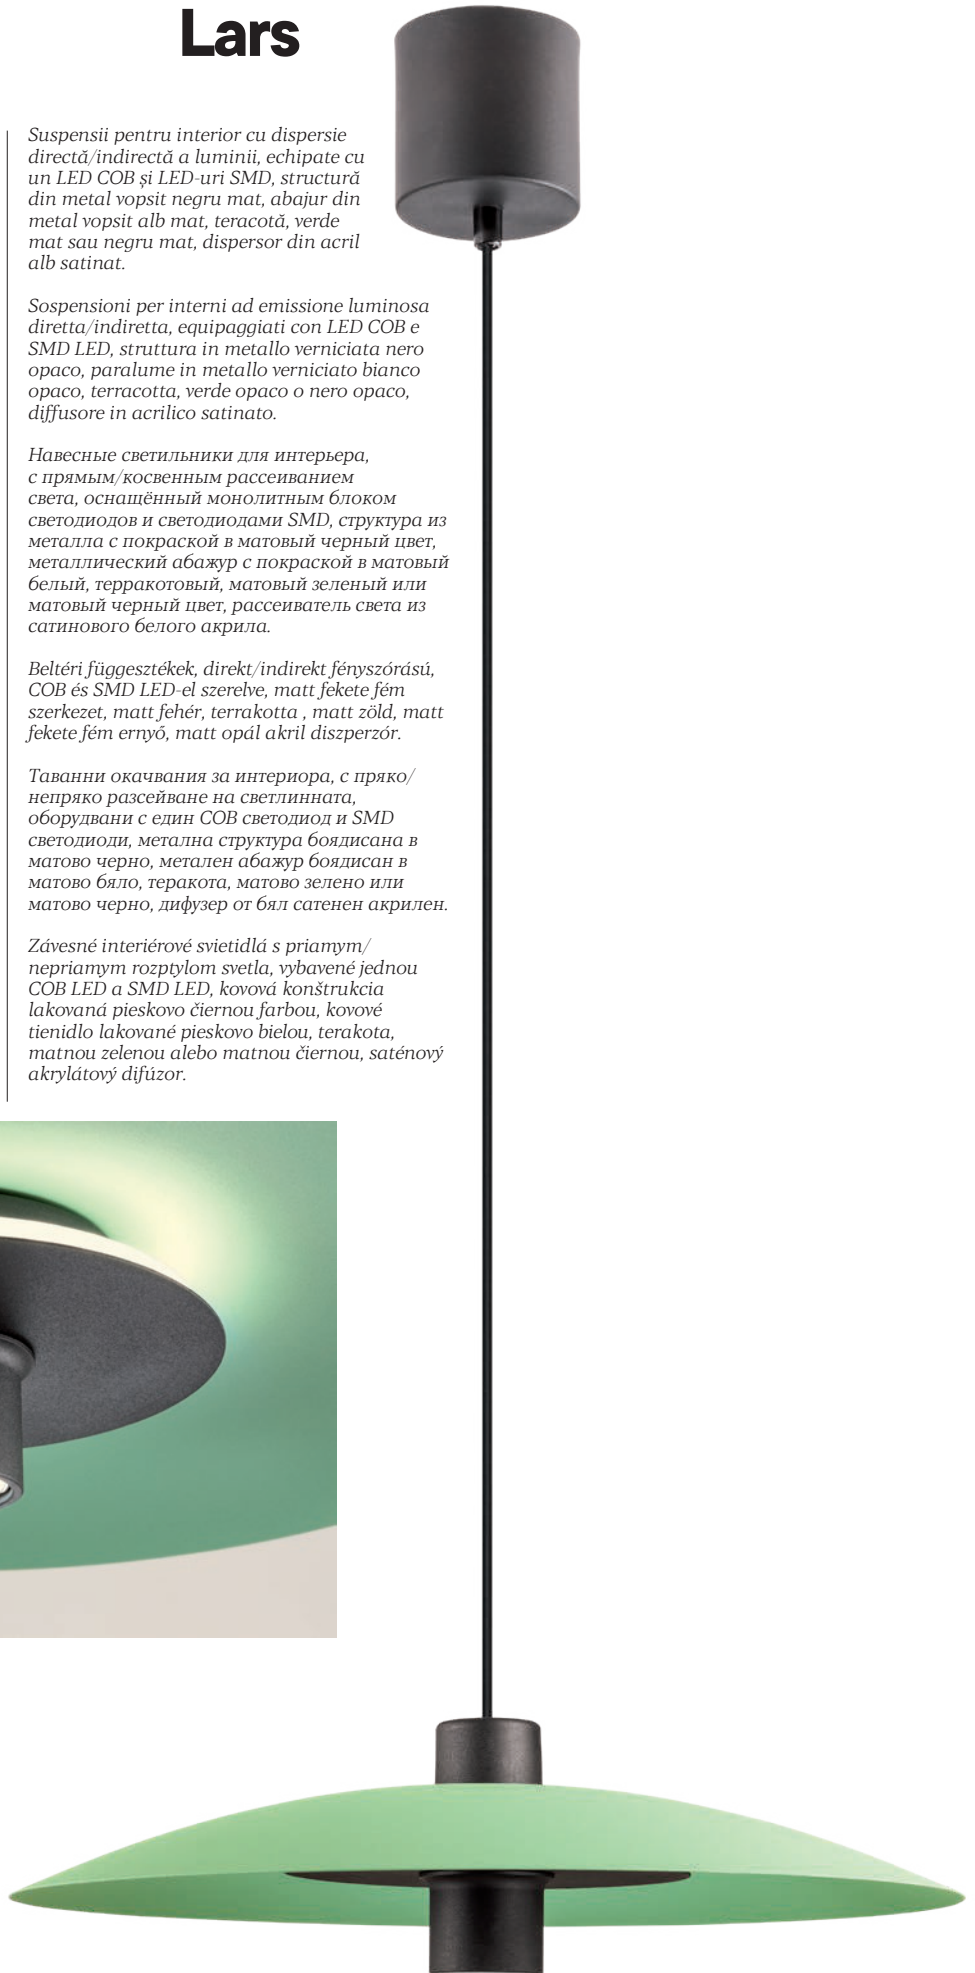 Lars
Suspensii pentru interior cu dispersie
directă/indirectă a luminii, echipate cu
un LED COB și LED-uri SMD, structură
din metal vopsit negru mat, abajur din
metal vopsit alb mat, teracotă, verde
mat sau negru mat, dispersor din acril
alb satinat.
Sospensioni per interni ad emissione luminosa
diretta/indiretta, equipaggiati con LED COB e
SMD LED, struttura in metallo verniciata nero
opaco, paralume in metallo verniciato bianco
opaco, terracotta, verde opaco o nero opaco,
diffusore in acrilico satinato.
Навесные светильники для интерьера,
с прямым/косвенным рассеиванием
света, оснащённый монолитным блоком
светодиодов и светодиодами SMD, структура из
металла с покраской в матовый черный цвет,
металлический абажур с покраской в матовый
белый, терракотовый, матовый зеленый или
матовый черный цвет, рассеиватель света из
сатинового белого акрила.
Beltéri függesztékek, direkt/indirekt fényszórású,
COB és SMD LED-el szerelve, matt fekete fém
szerkezet, matt fehér, terrakotta , matt zöld, matt
fekete fém ernyő, matt opál akril diszperzór.
Таванни окачвания за интериора, с пряко/
непряко разсейване на светлинната,
оборудвани с един COB светодиод и SMD
светодиоди, метална структура боядисана в
матово черно, метален абажур боядисан в
матово бяло, теракота, матово зелено или
матово черно, дифузер от бял сатенен акрилен.
Závesné interiérové svietidlá s priamym/
nepriamym rozptylom svetla, vybavené jednou
COB LED a SMD LED, kovová konštrukcia
lakovaná pieskovo čiernou farbou, kovové
tienidlo lakované pieskovo bielou, terakota,
matnou zelenou alebo matnou čiernou, saténový
akrylátový difúzor.